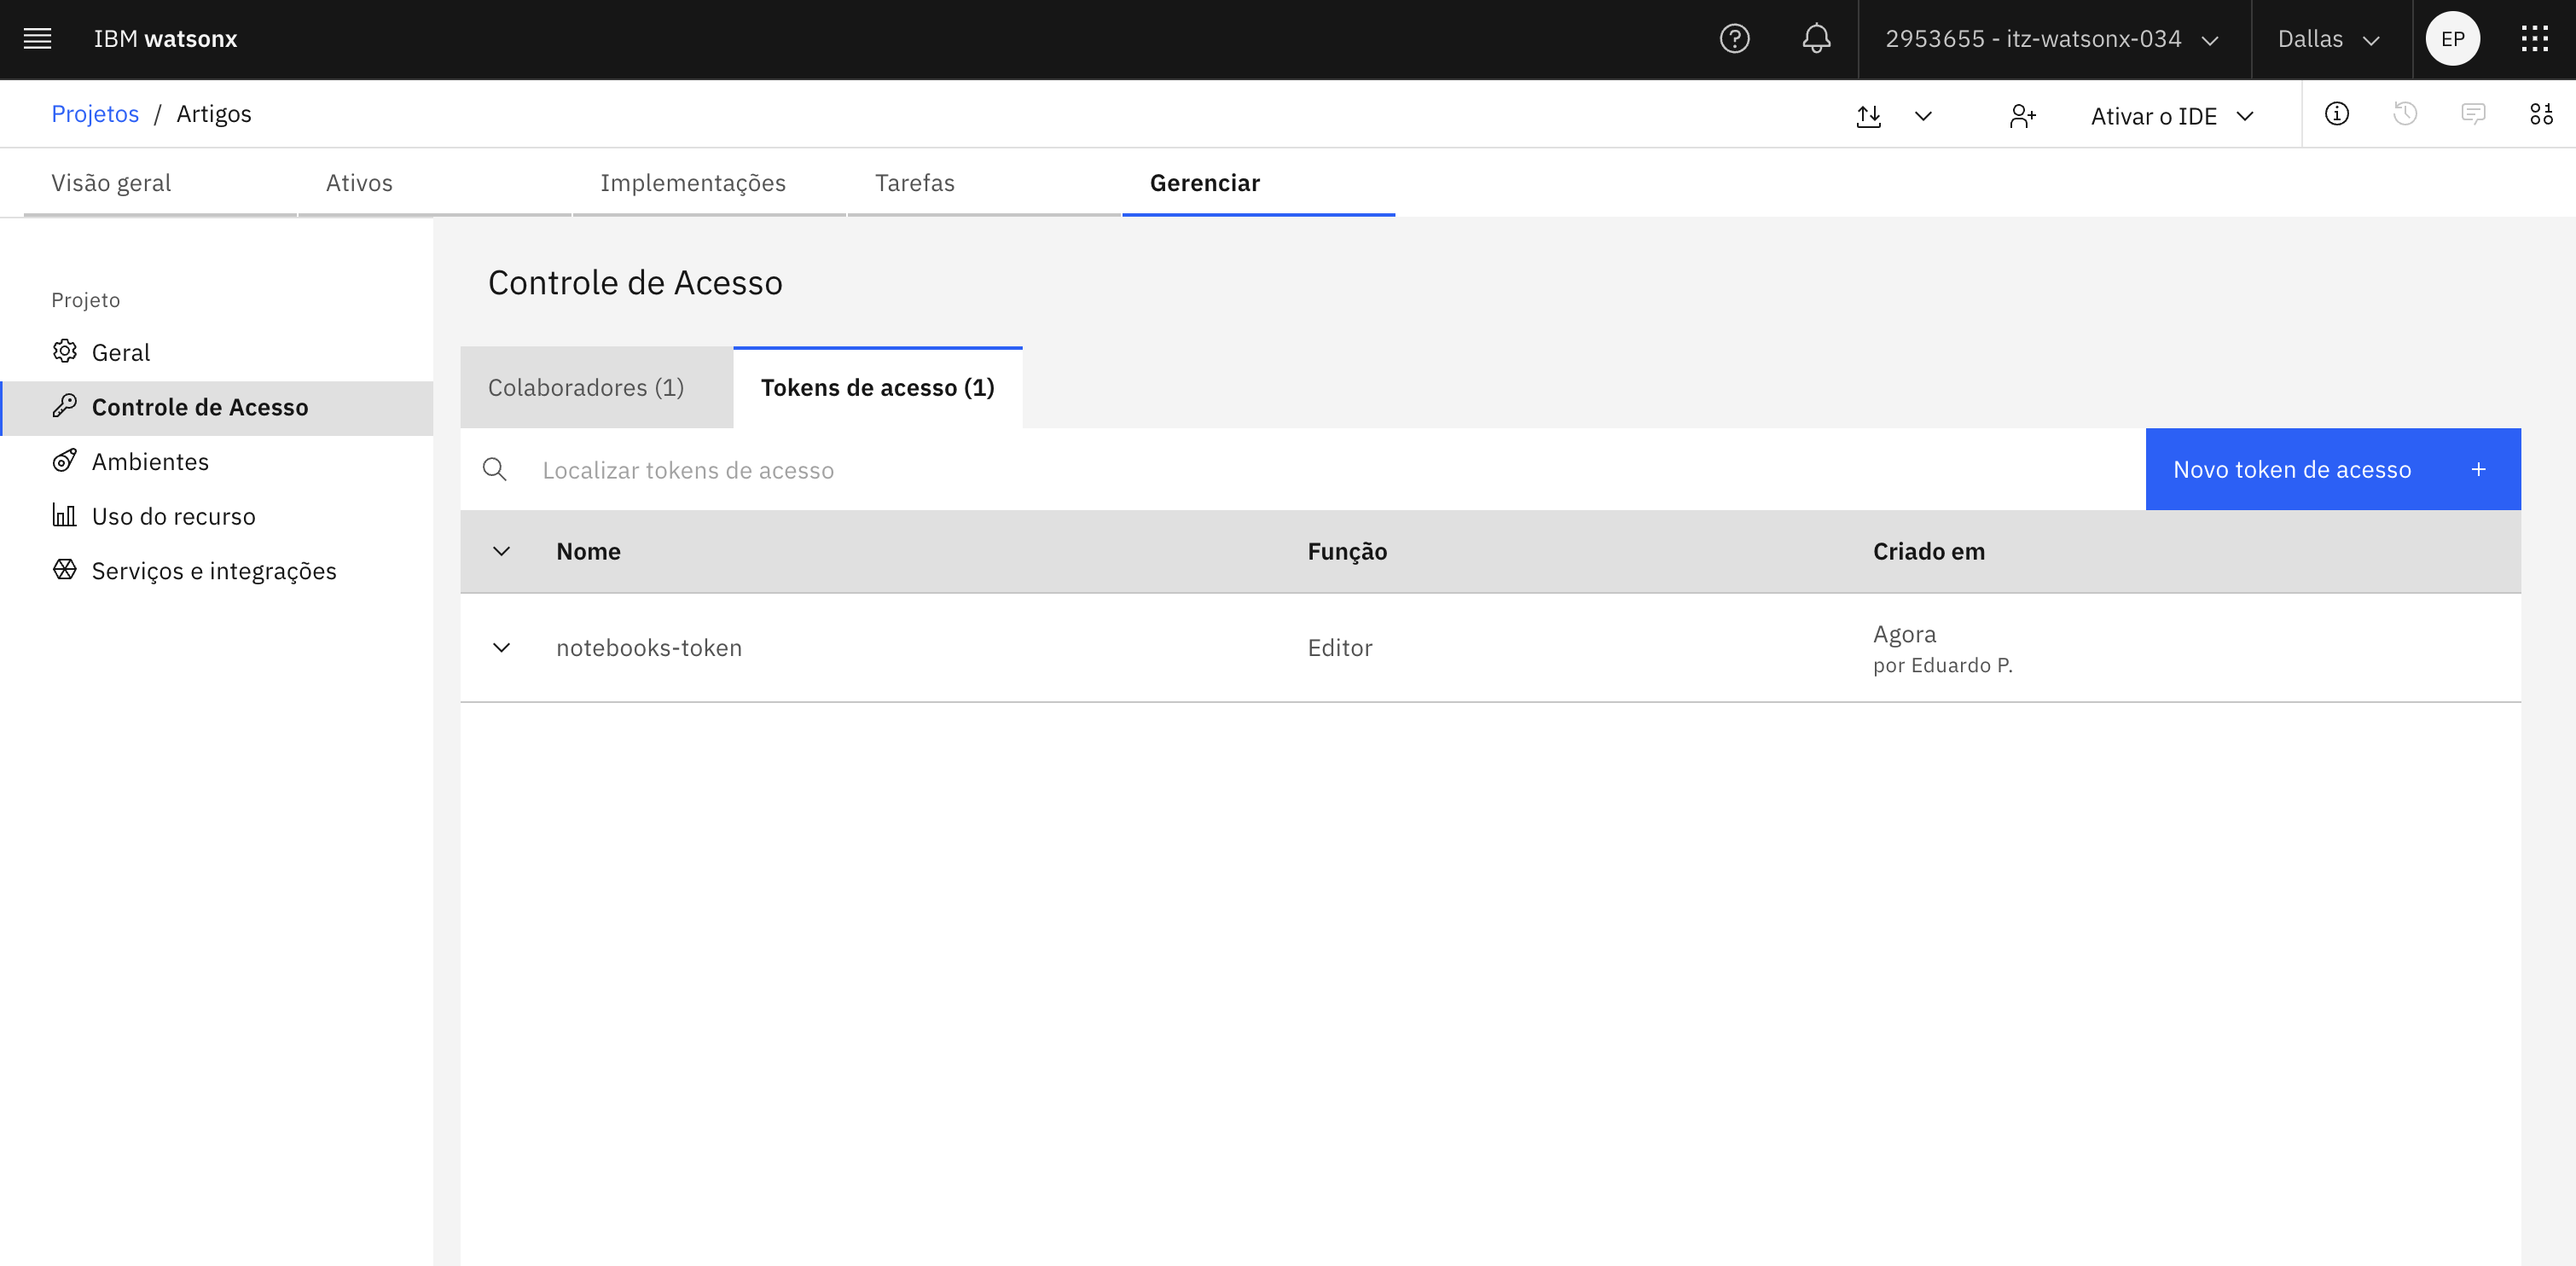 IBM watsonx
2953655 - itz-watsonx-034
Dallas
EP
Projetos / Artigos
Ativar o IDE
Visão geral
Ativos
Implementações
Tarefas
Gerenciar
Projeto
Geral
Controle de Acesso
Ambientes
Uso do recurso
Serviços e integrações
Controle de Acesso
Colaboradores (1)
Tokens de acesso (1)
Localizar tokens de acesso
Novo token de acesso +
Nome
Função
Criado em
notebooks-token
Editor
Agora
por Eduardo P.